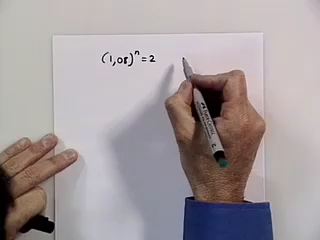 (1,08)ⁿ = 2